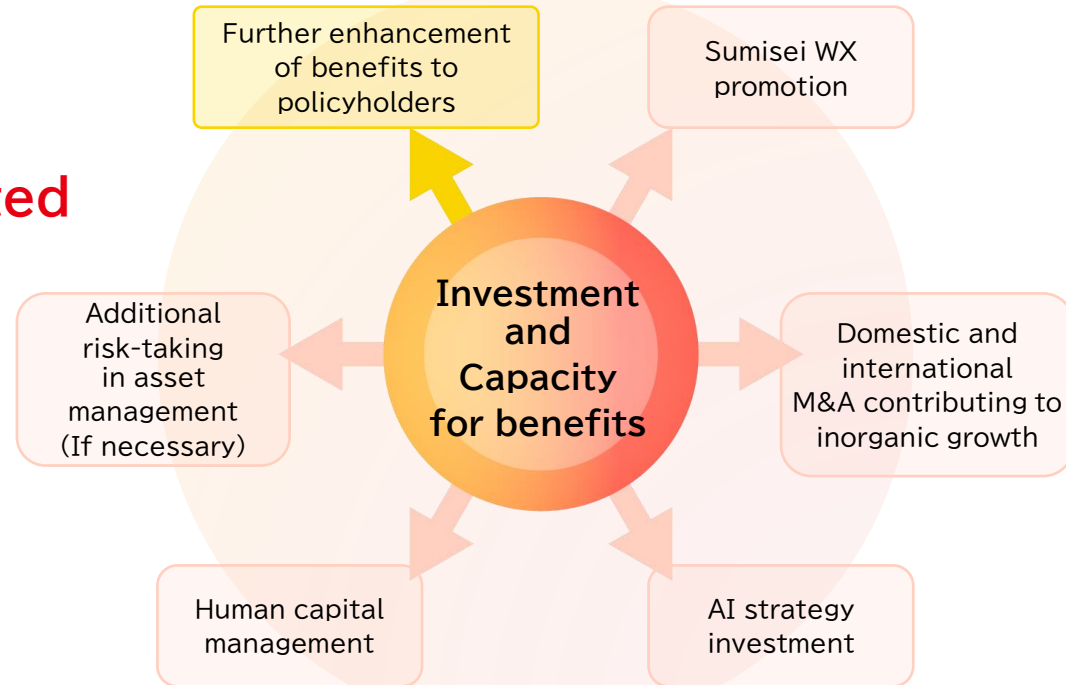 Further enhancement
of benefits to
policyholders
Sumisei WX
promotion
Additional
risk-taking
in asset
management
(If necessary)
Investment
and
Capacity
for benefits
Domestic and
international
M&A contributing to
inorganic growth
Human capital
management
AI strategy
investment